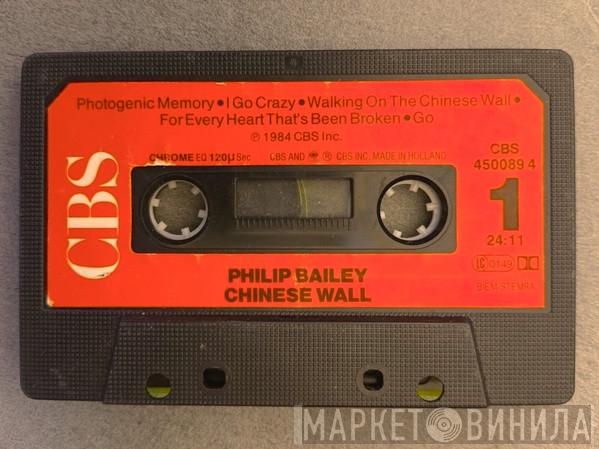 Photogenic Memory • I Go Crazy • Walking On The Chinese Wall •
For Every Heart That's Been Broken • Go
℗ 1984 CBS Inc.
CHROME EQ 120µ Sec
CBS AND ® CBS INC. MADE IN HOLLAND
CBS
450089 4
1
24:11
LC 0149
BIEM/STEMRA
CBS
PHILIP BAILEY
CHINESE WALL
МАРКЕТ ВИНИЛА